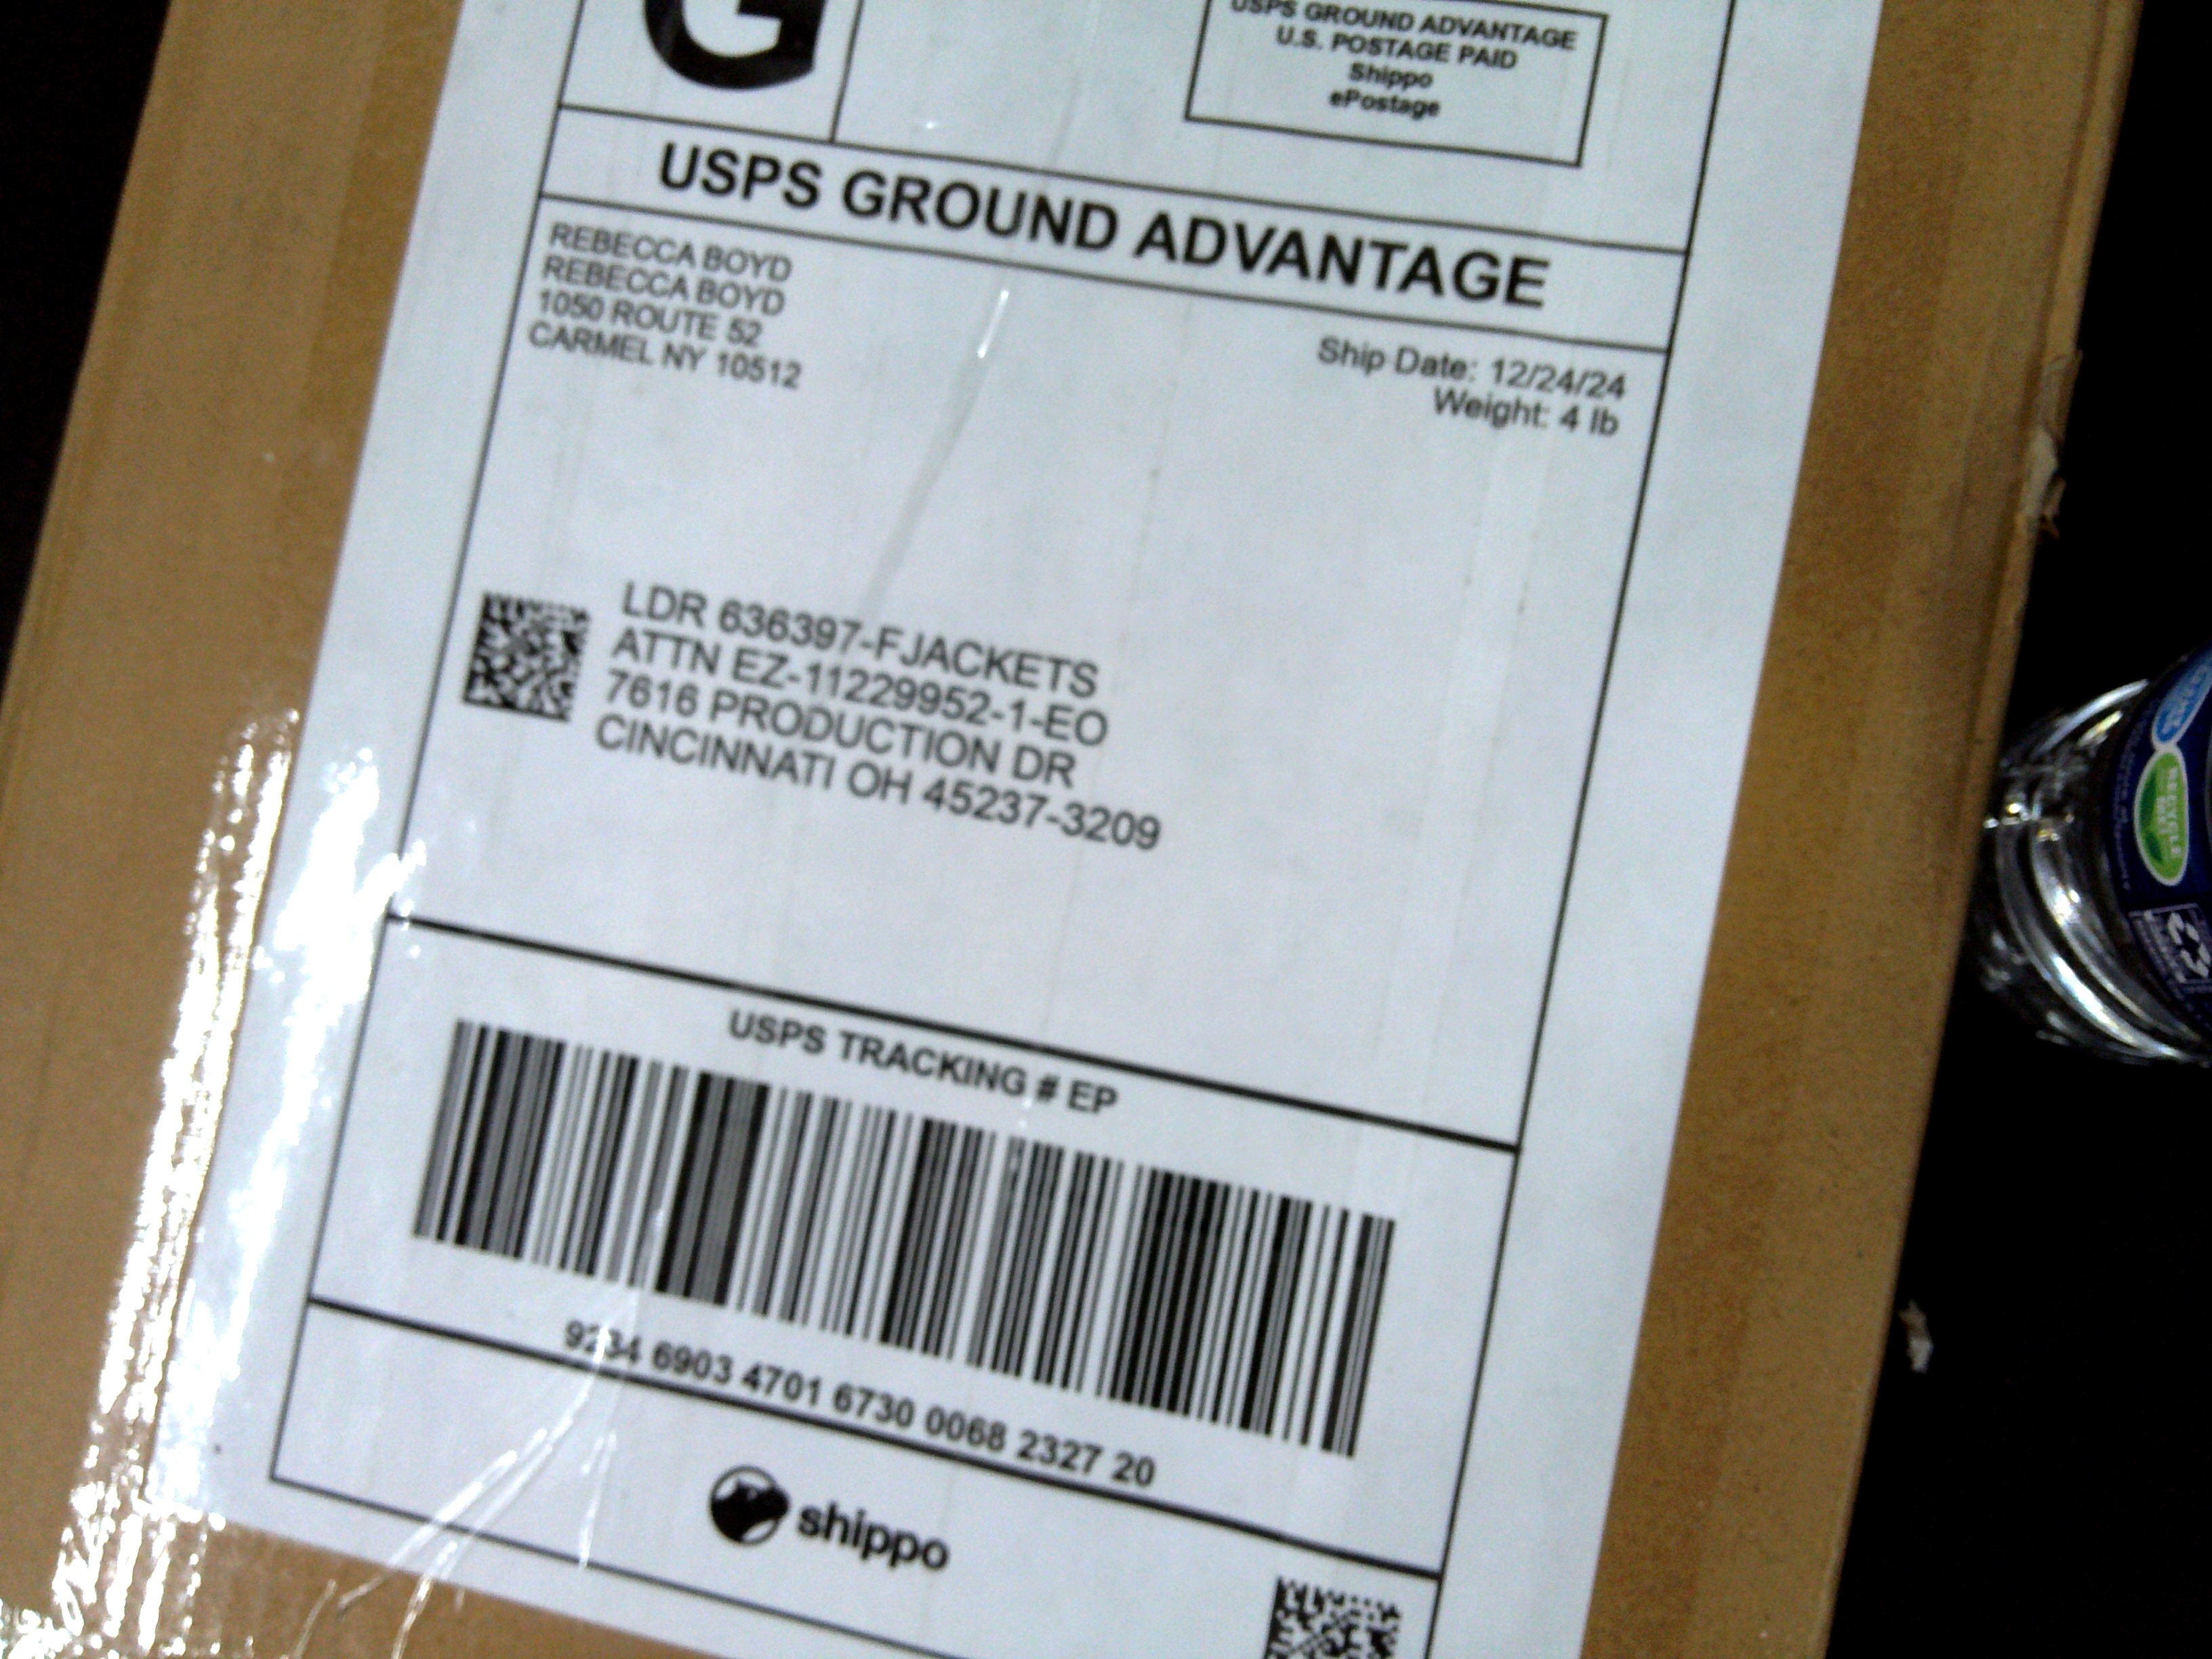 G
USPS GROUND ADVANTAGE
U.S. POSTAGE PAID
Shippo
ePostage
USPS GROUND ADVANTAGE
REBECCA BOYD
REBECCA BOYD
1050 ROUTE 52
CARMEL NY 10512
Ship Date: 12/24/24
Weight: 4 lb
LDR 636397-FJACKETS
ATTN EZ-11229952-1-EO
7616 PRODUCTION DR
CINCINNATI OH 45237-3209
USPS TRACKING # EP
9234 6903 4701 6730 0068 2327 20
shippo
RECYCLE